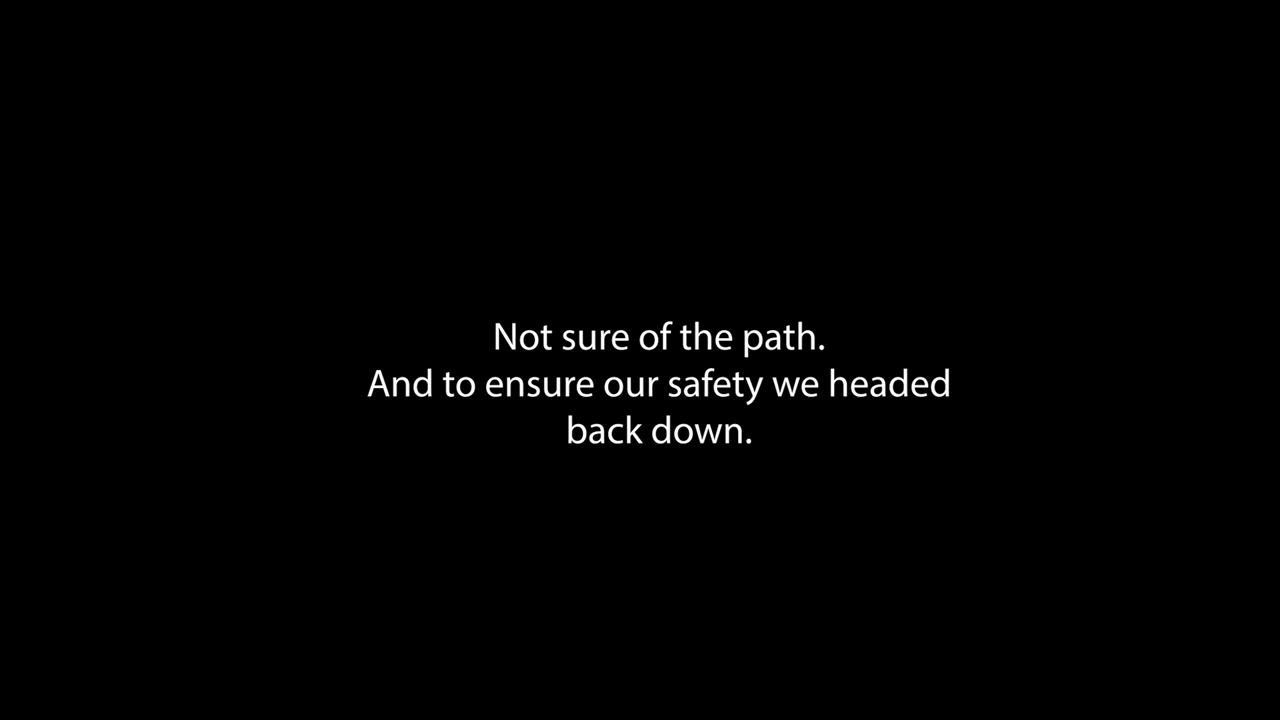 Not sure of the path.
And to ensure our safety we headed
back down.